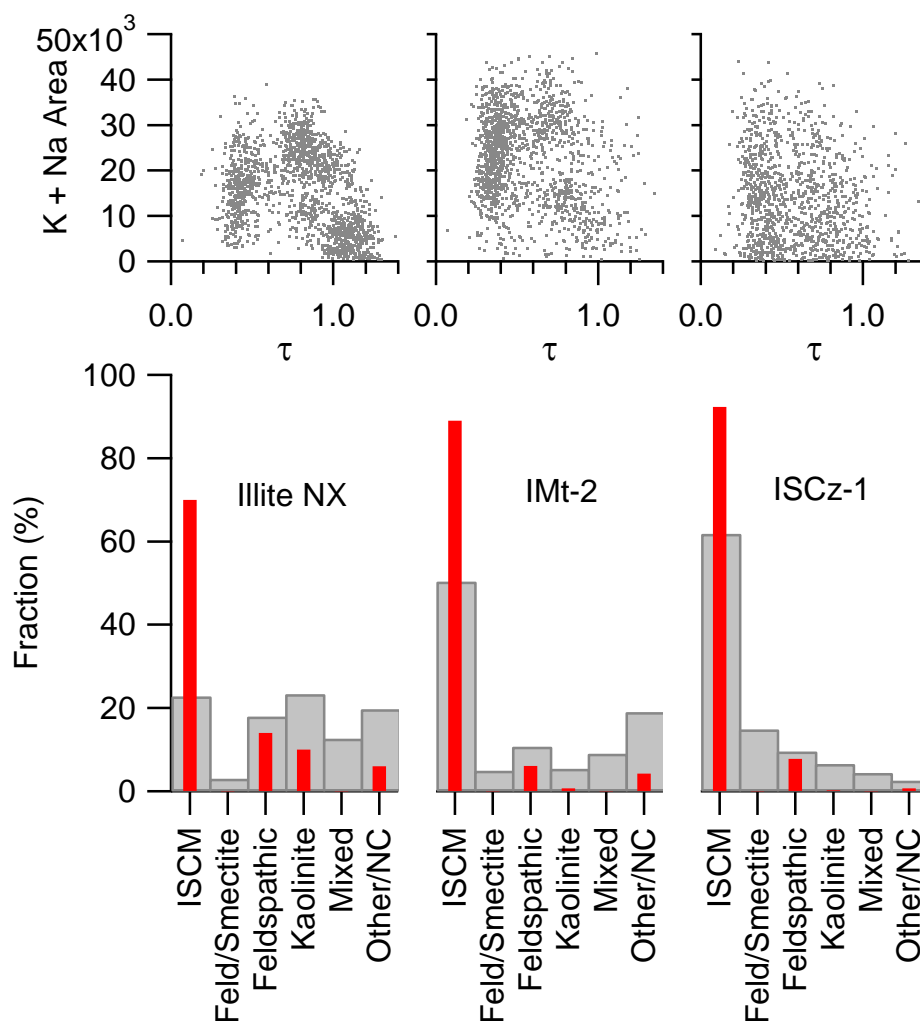 50x10³
40
30
20
10
0
K + Na Area
0.0 1.0
τ
0.0 1.0
τ
0.0 1.0
τ
100
80
60
40
20
0
Fraction (%)
Illite NX
IMt-2
ISCz-1
ISCM
Feld/Smectite
Feldspathic
Kaolinite
Mixed
Other/NC
ISCM
Feld/Smectite
Feldspathic
Kaolinite
Mixed
Other/NC
ISCM
Feld/Smectite
Feldspathic
Kaolinite
Mixed
Other/NC